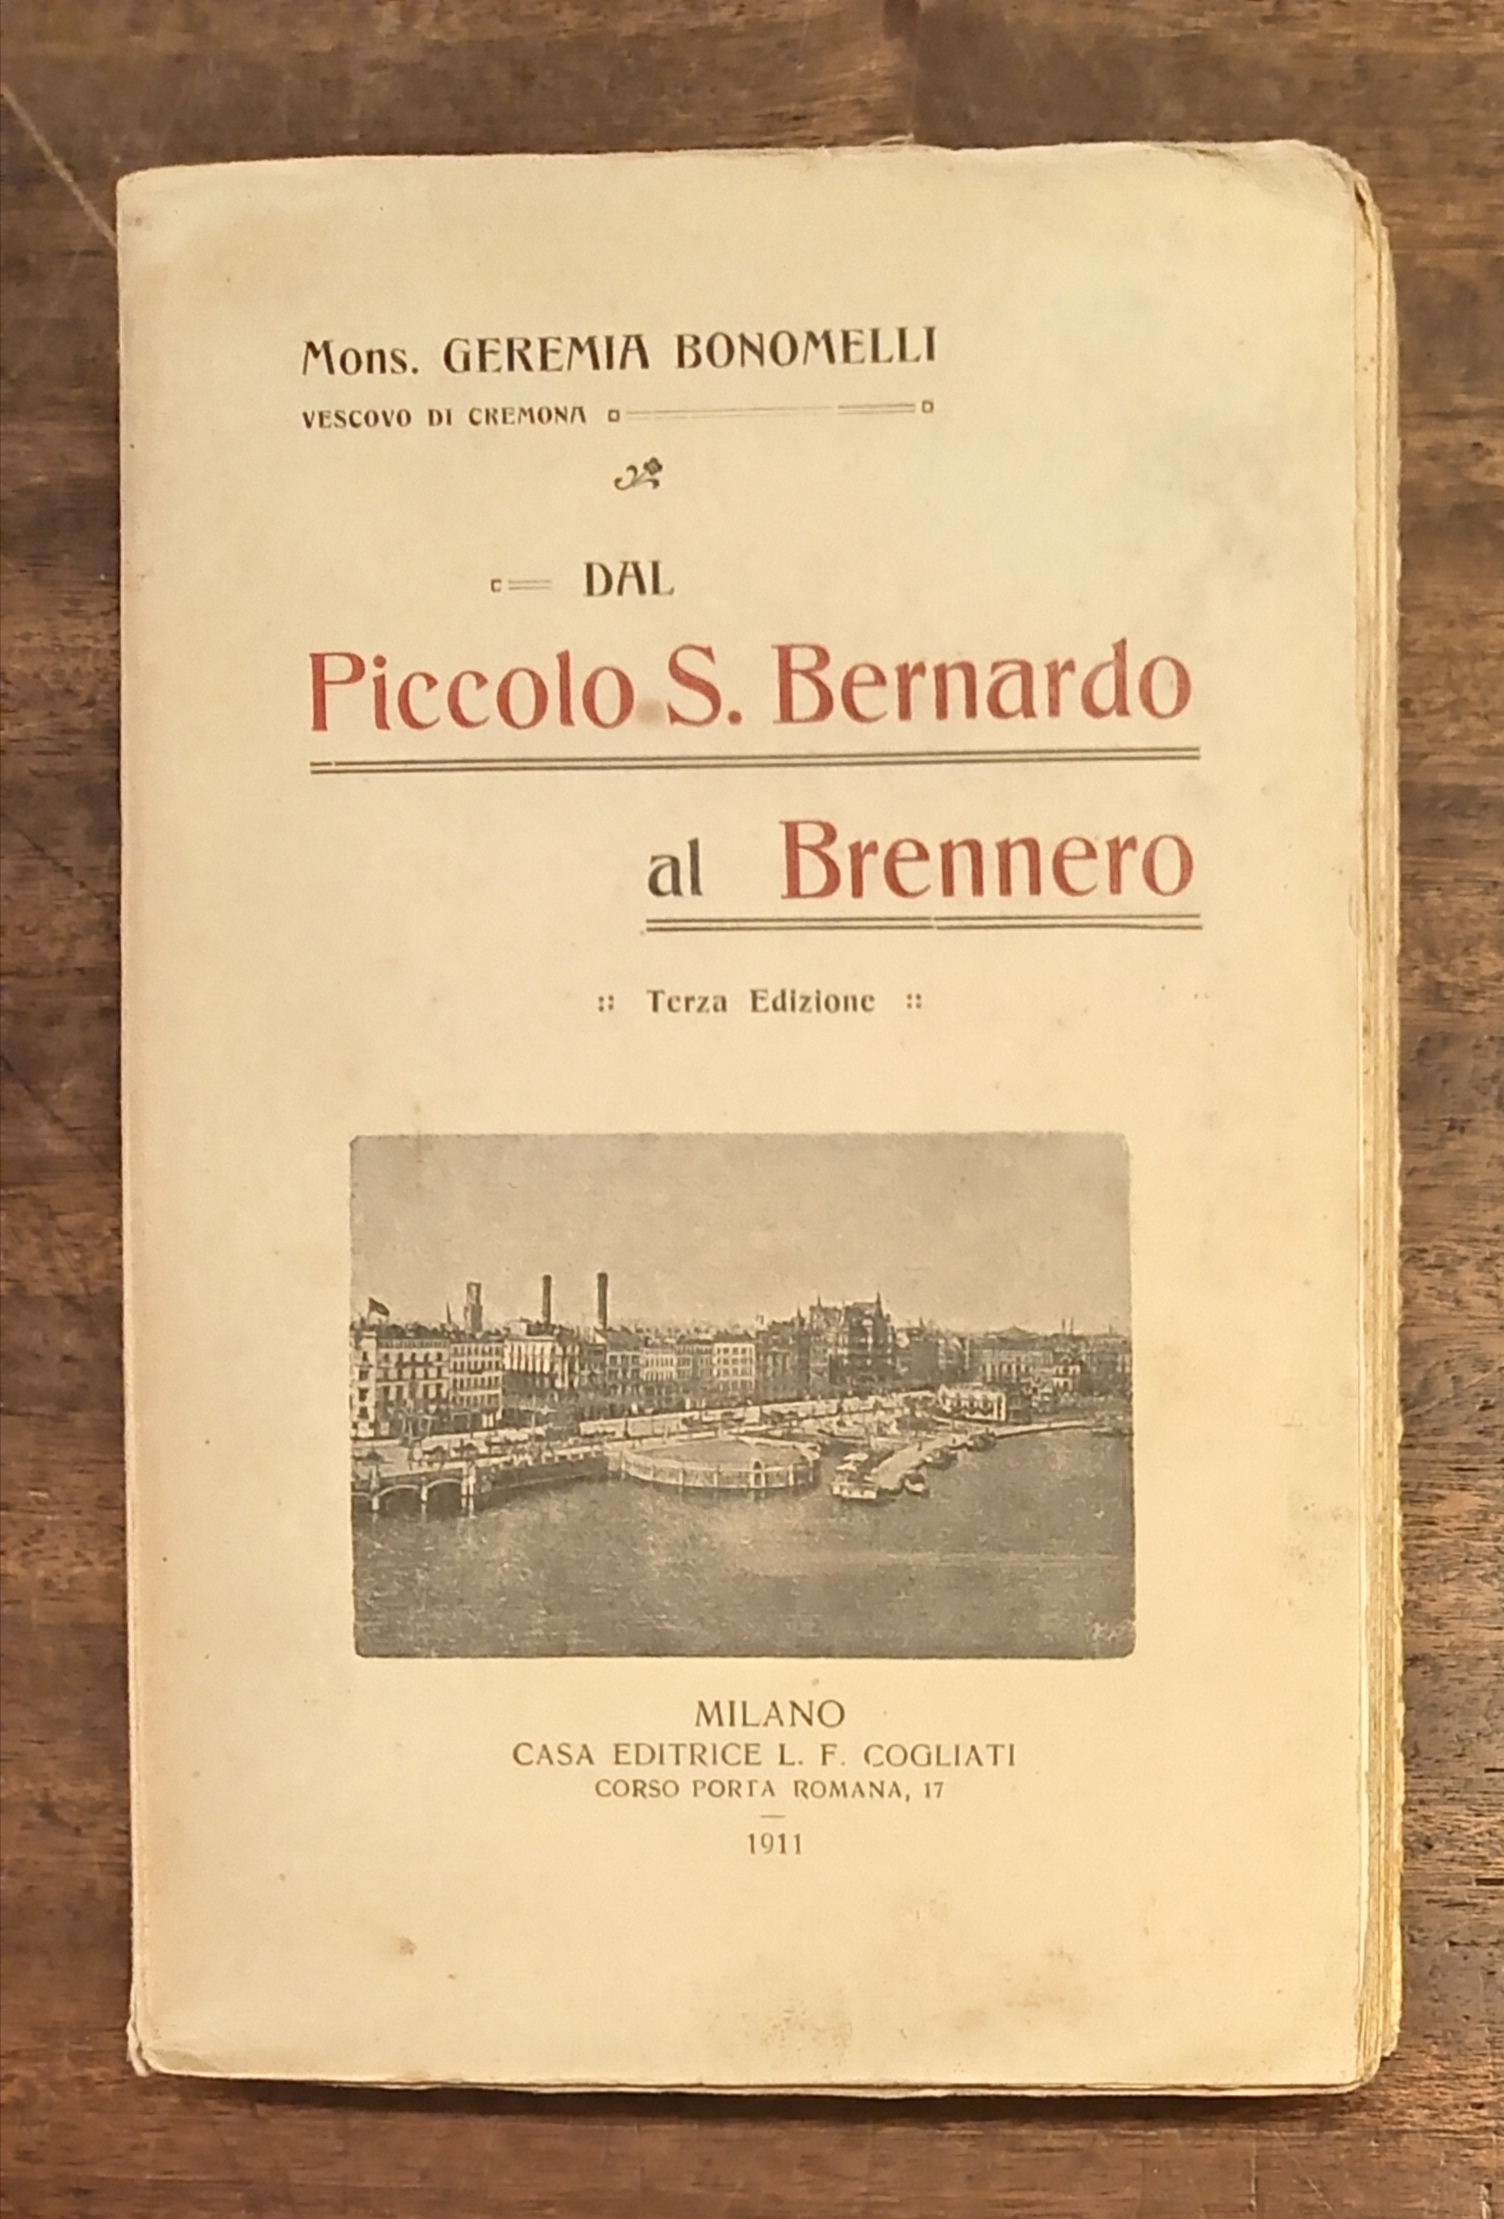 Mons. GEREMIA BONOMELLI
VESCOVO DI CREMONA
DAL
Piccolo S. Bernardo
al Brennero
:: Terza Edizione ::
MILANO
CASA EDITRICE L. F. COGLIATI
CORSO PORTA ROMANA, 17
1911